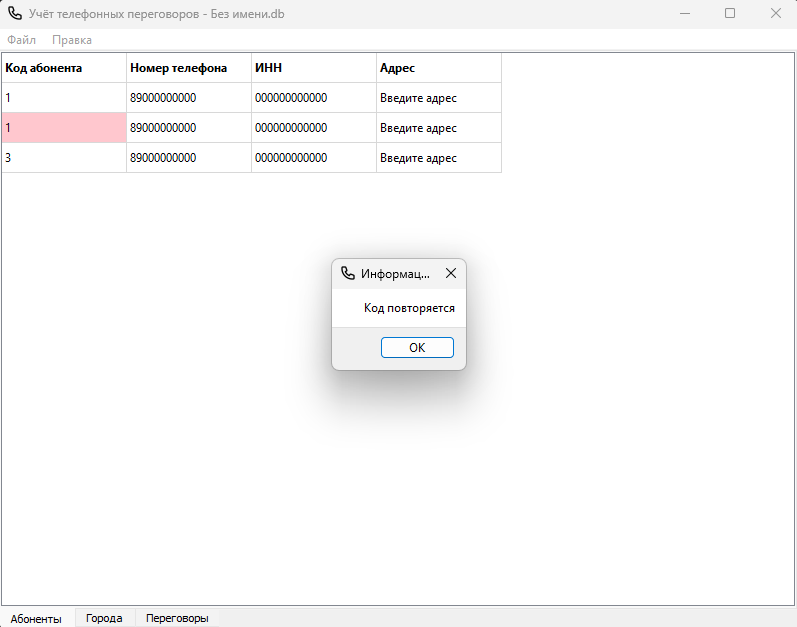 Учёт телефонных переговоров - Без имени.db
Файл Правка
Код абонента Номер телефона ИНН Адрес
1 89000000000 000000000000 Введите адрес
1 89000000000 000000000000 Введите адрес
3 89000000000 000000000000 Введите адрес
Информац...
Код повторяется
OK
Абоненты Города Переговоры